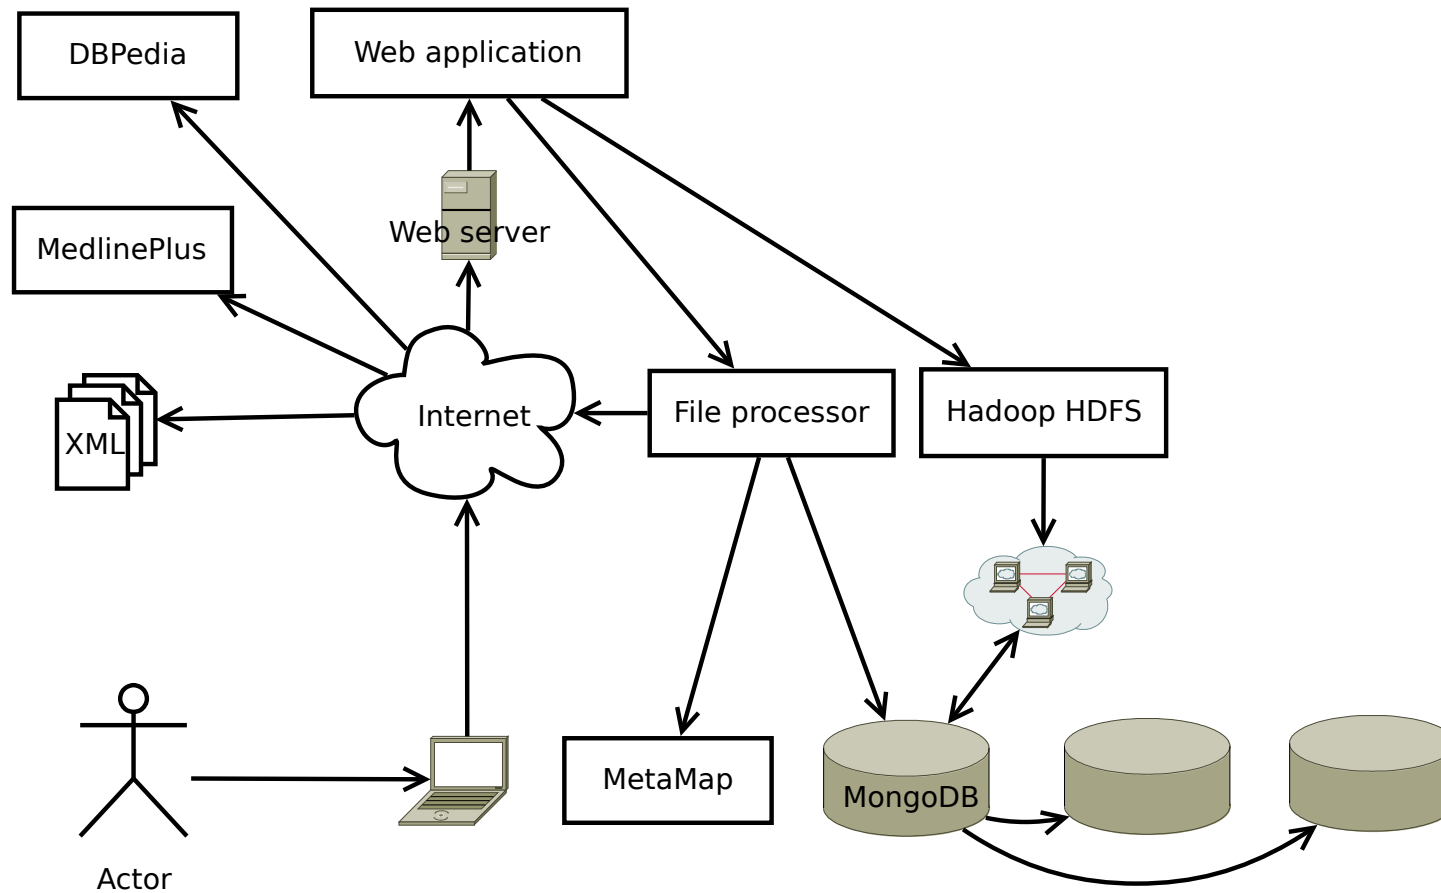 DBPedia
Web application
MedlinePlus
Web server
XML
Internet
File processor
Hadoop HDFS
MetaMap
MongoDB
Actor